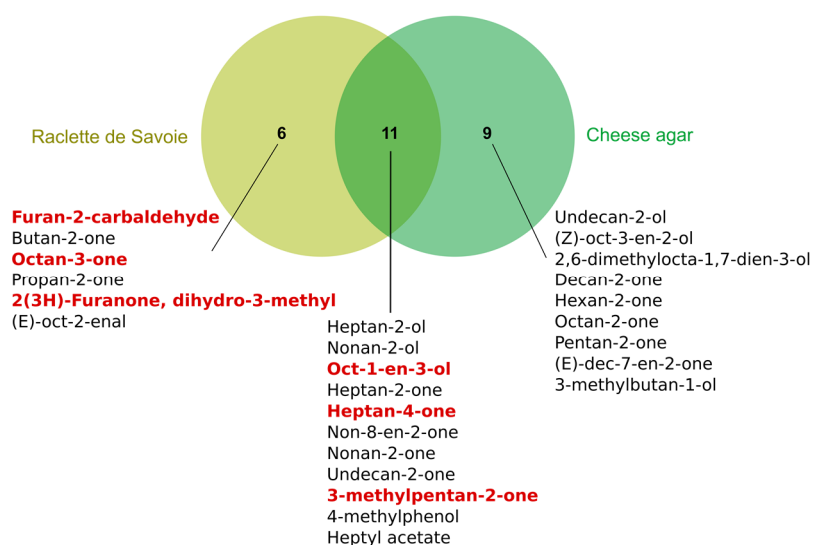 6
11
9
Raclette de Savoie
Cheese agar
Furan-2-carbaldehyde
Butan-2-one
Octan-3-one
Propan-2-one
2(3H)-Furanone, dihydro-3-methyl
(E)-oct-2-enal
Heptan-2-ol
Nonan-2-ol
Oct-1-en-3-ol
Heptan-2-one
Heptan-4-one
Non-8-en-2-one
Nonan-2-one
Undecan-2-one
3-methylpentan-2-one
4-methylphenol
Heptyl acetate
Undecan-2-ol
(Z)-oct-3-en-2-ol
2,6-dimethylocta-1,7-dien-3-ol
Decan-2-one
Hexan-2-one
Octan-2-one
Pentan-2-one
(E)-dec-7-en-2-one
3-methylbutan-1-ol